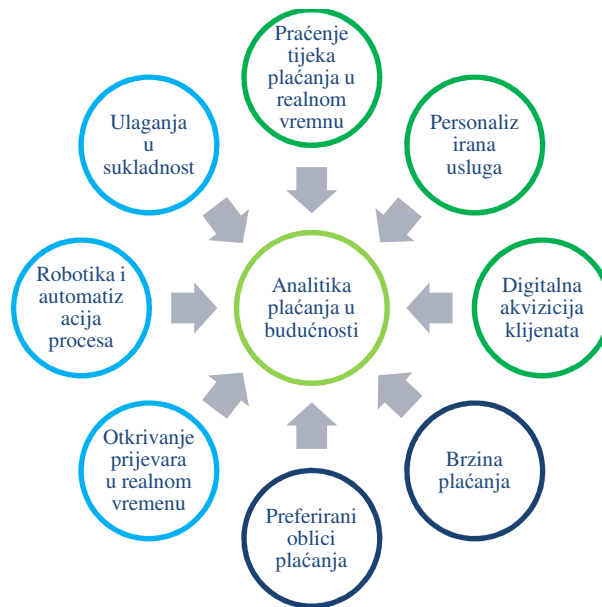 Praćenje
tijeka
plaćanja u
realnom
vremnu
Personaliz
irana
usluga
Digitalna
akvizicija
klijenata
Brzina
plaćanja
Preferirani
oblici
plaćanja
Otkrivanje
prijevara
u realnom
vremenu
Robotika i
automatiz
acija
procesa
Ulaganja
u
sukladnost
Analitika
plaćanja u
budućnosti